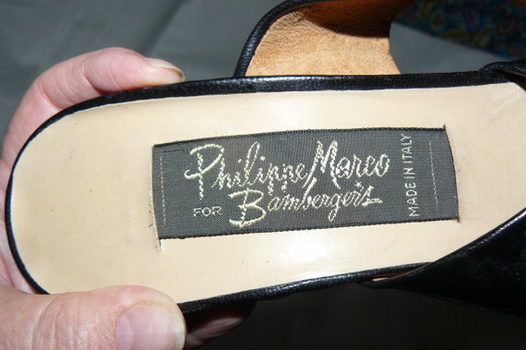 Philippe Marco
FOR Bamberger's
MADE IN ITALY